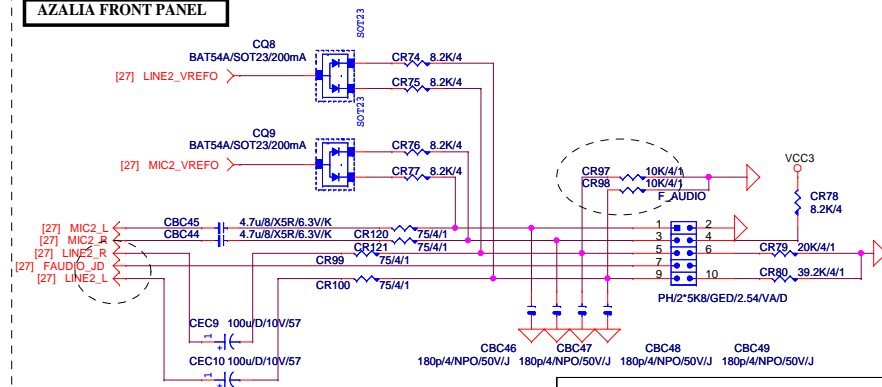 AZALIA FRONT PANEL
SOT23
CQ8
BAT54A/SOT23/200mA
CR74 8.2K/4
[27] LINE2_VREFO
CR75 8.2K/4
SOT23
CQ9
BAT54A/SOT23/200mA
CR76 8.2K/4
[27] MIC2_VREFO
CR77 8.2K/4
CR97 10K/4/1
CR98 10K/4/1
F_AUDIO
VCC3
CR78
8.2K/4
[27] MIC2_L
CBC45 4.7u/8/X5R/6.3V/K
1 2
[27] MIC2_R
CBC44 4.7u/8/X5R/6.3V/K
CR120 75/4/1
3 4
[27] LINE2_R
CR121 75/4/1
5 6
CR79 20K/4/1
[27] FAUDIO_JD
CR99 75/4/1
7
[27] LINE2_L
CR100 75/4/1
9 10
CR80 39.2K/4/1
PH/2*5K8/GED/2.54/VA/D
CEC9 100u/D/10V/57
1
+
CEC10 100u/D/10V/57
1
+
CBC46 CBC47 CBC48 CBC49
180p/4/NPO/50V/J 180p/4/NPO/50V/J 180p/4/NPO/50V/J 180p/4/NPO/50V/J